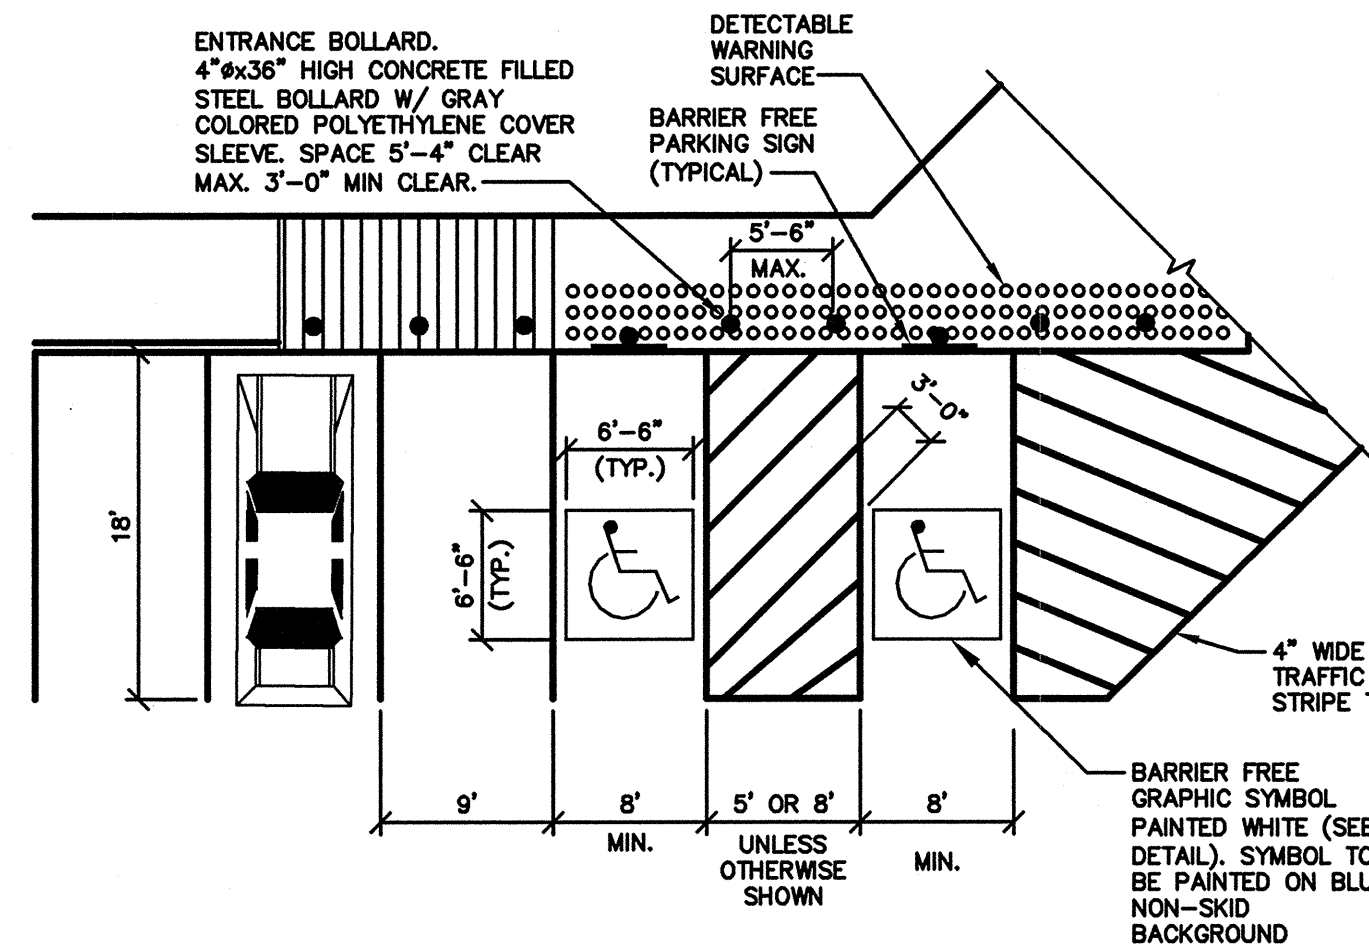 ENTRANCE BOLLARD.
4"øx36" HIGH CONCRETE FILLED
STEEL BOLLARD W/ GRAY
COLORED POLYETHYLENE COVER
SLEEVE. SPACE 5'-4" CLEAR
MAX. 3'-0" MIN CLEAR.
DETECTABLE
WARNING
SURFACE
BARRIER FREE
PARKING SIGN
(TYPICAL)
5'-6"
MAX.
3'-0"
6'-6"
(TYP.)
18'
6'-6"
(TYP.)
4" WIDE
TRAFFIC
STRIPE
9'
8'
MIN.
5' OR 8'
UNLESS
OTHERWISE
SHOWN
8'
MIN.
BARRIER FREE
GRAPHIC SYMBOL
PAINTED WHITE (SEE
DETAIL). SYMBOL TO
BE PAINTED ON BLU
NON-SKID
BACKGROUND